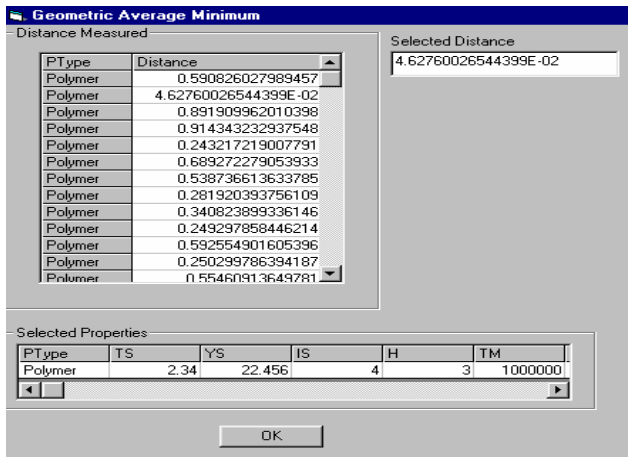 Geometric Average Minimum
Distance Measured
Selected Distance
4.62760026544399E-02
PType Distance
Polymer 0.590826027989457
Polymer 4.62760026544399E-02
Polymer 0.891909962010398
Polymer 0.914343232937548
Polymer 0.243217219007791
Polymer 0.689272279053933
Polymer 0.538736613633785
Polymer 0.281920393756109
Polymer 0.340823899336146
Polymer 0.249297858446214
Polymer 0.592554901605396
Polymer 0.250299786394187
Polymer 0.55460913649781
Selected Properties
PType TS YS IS H TM
Polymer 2.34 22.456 4 3 1000000
OK